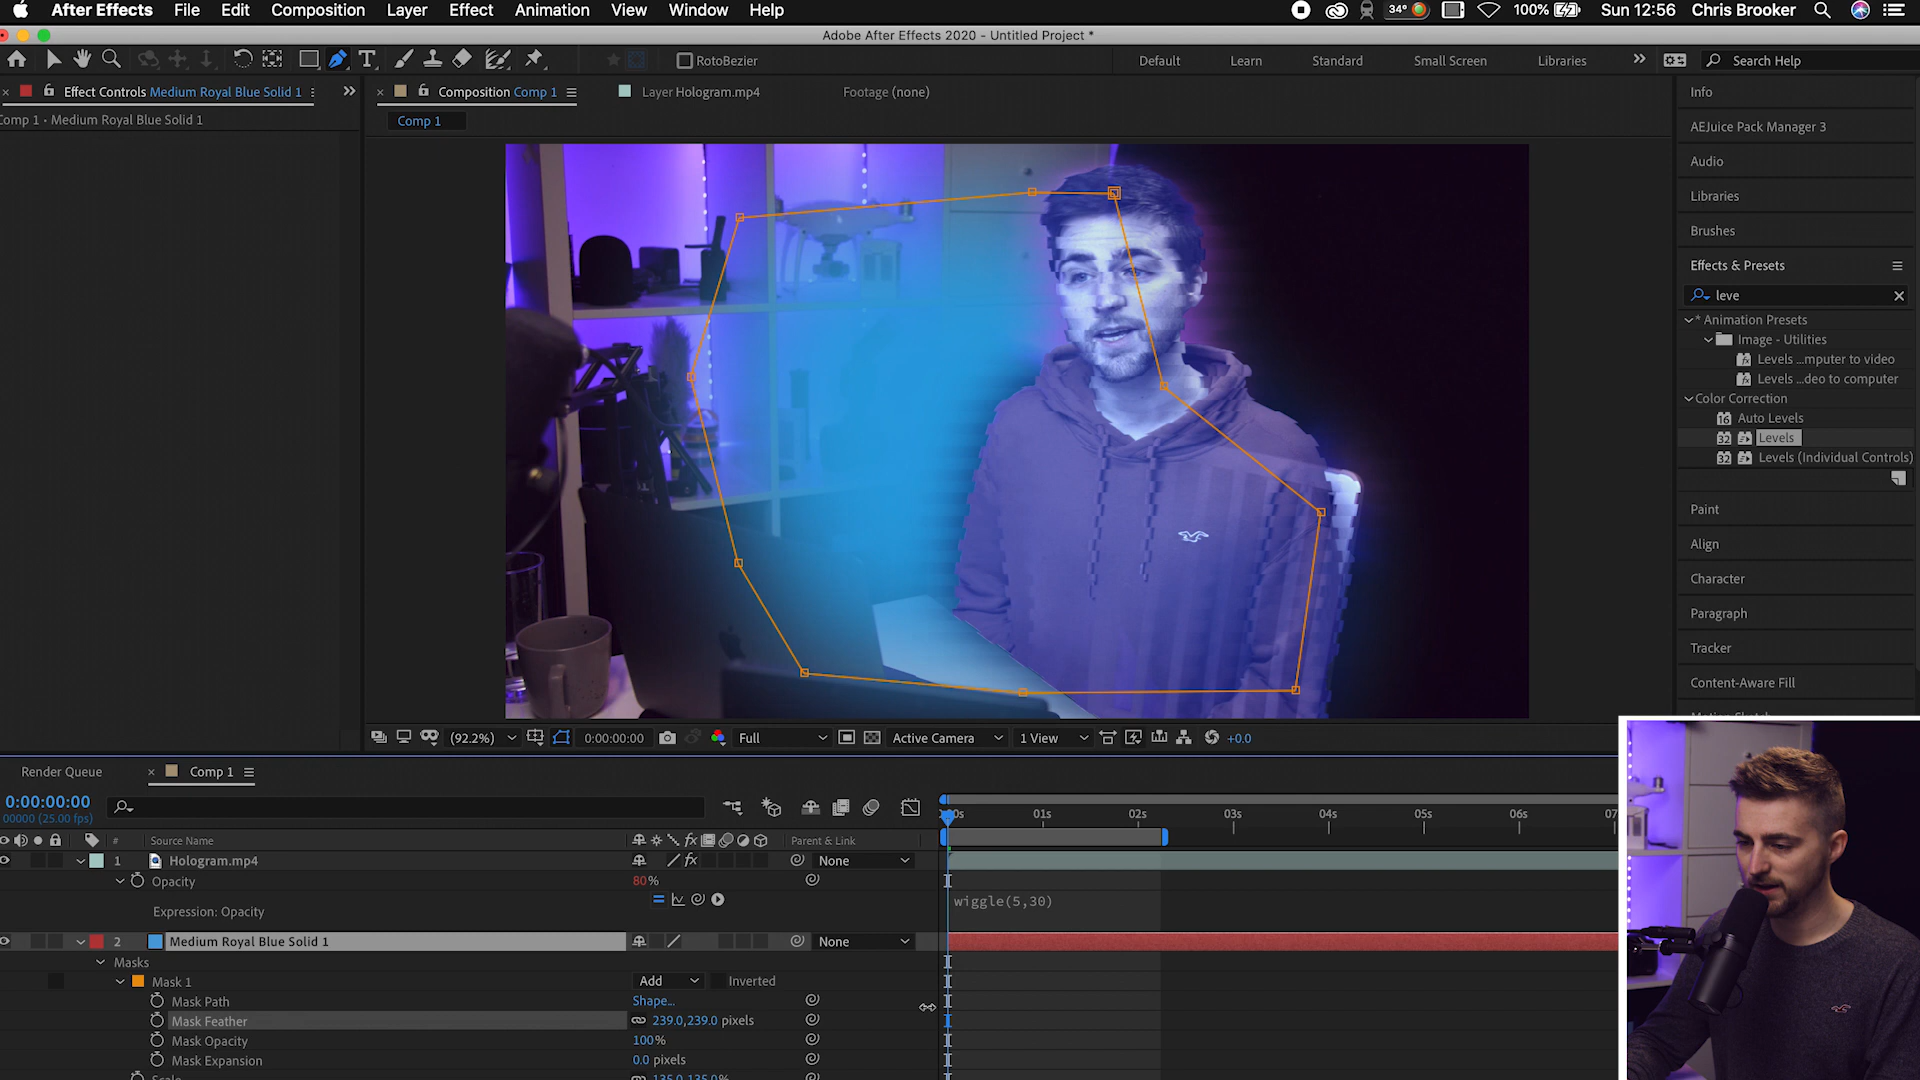 After Effects File Edit Composition Layer Effect Animation View Window Help 34° 100% Sun 12:56 Chris Brooker
Adobe After Effects 2020 - Untitled Project *
RotoBezier Default Learn Standard Small Screen Libraries Search Help
Effect Controls Medium Royal Blue Solid 1
Composition Comp 1
Layer Hologram.mp4
Footage (none)
omp 1 • Medium Royal Blue Solid 1
Comp 1
Info
AEJuice Pack Manager 3
Audio
Libraries
Brushes
Effects & Presets
leve
* Animation Presets
Image - Utilities
Levels ...mputer to video
Levels ...deo to computer
Color Correction
16 Auto Levels
32 Levels
32 Levels (Individual Controls)
Paint
Align
Character
Paragraph
Tracker
Content-Aware Fill
(92.2%) 0:00:00:00 Full Active Camera 1 View +0.0
Render Queue
Comp 1
0:00:00:00
00000 (25.00 fps)
01s 02s 03s 04s 05s 06s
# Source Name Parent & Link
1 Hologram.mp4 None
Opacity 80%
Expression: Opacity wiggle(5,30)
2 Medium Royal Blue Solid 1 None
Masks
Mask 1 Add Inverted
Mask Path Shape...
Mask Feather 239.0,239.0 pixels
Mask Opacity 100%
Mask Expansion 0.0 pixels
Scale 135.0,135.0%